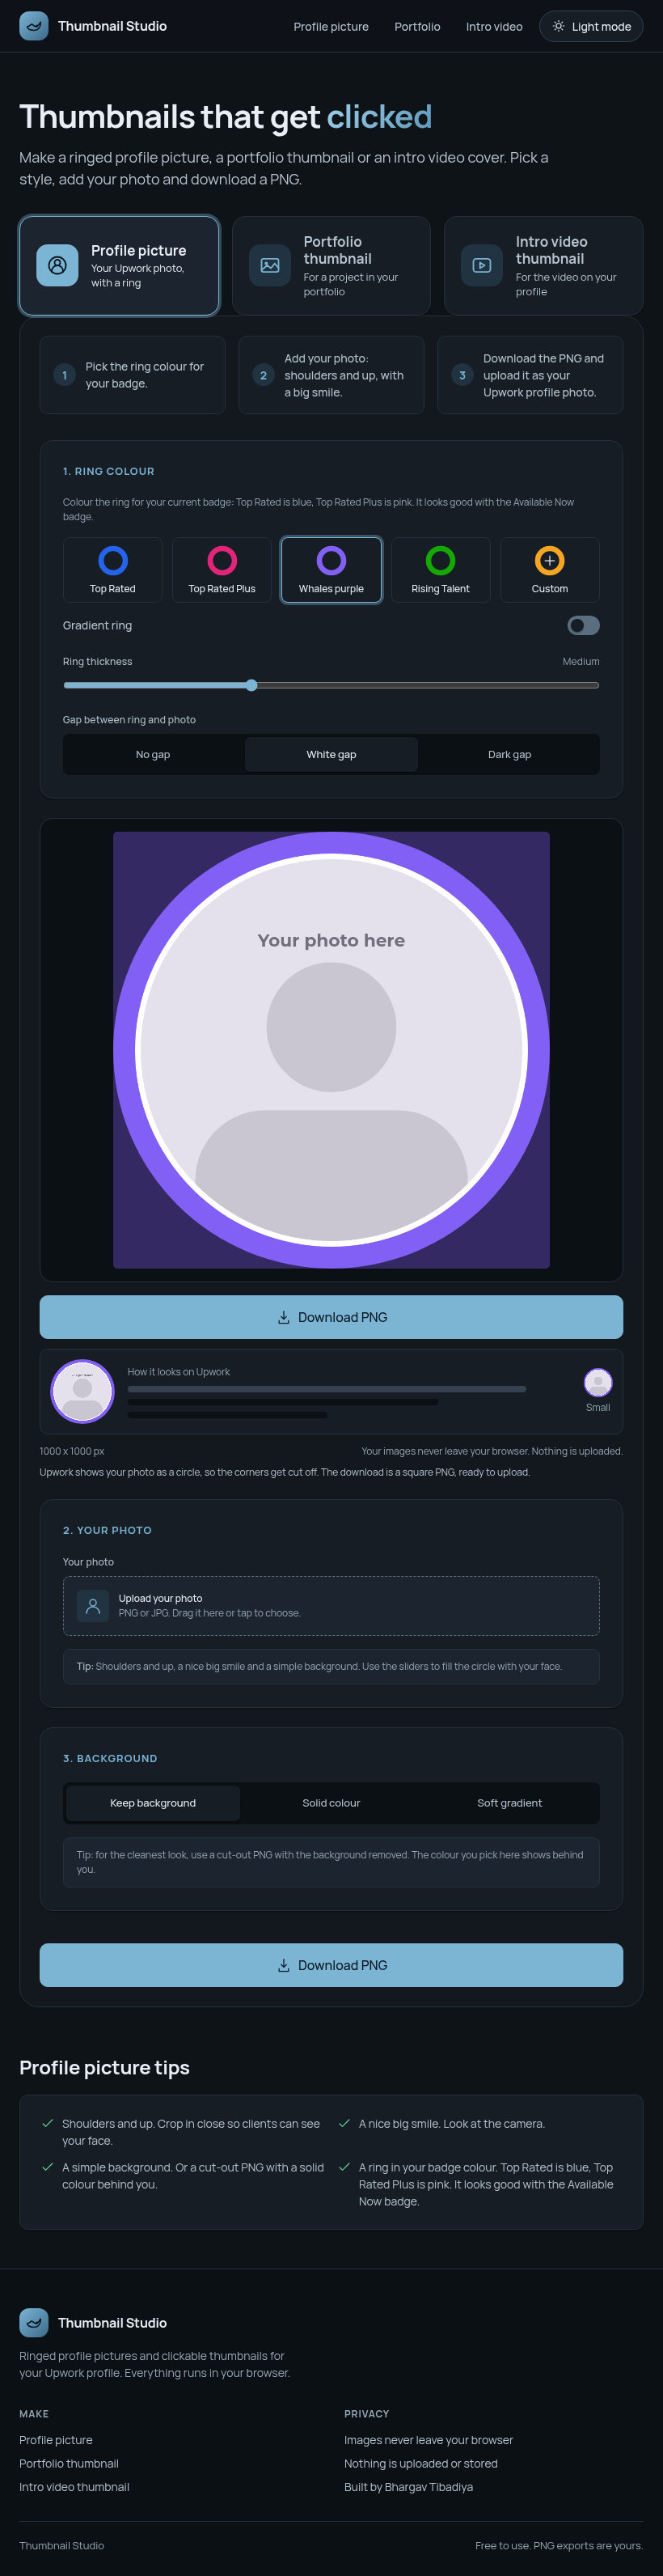 Thumbnail Studio
Profile picture
Portfolio
Intro video
Light mode
Thumbnails that get clicked
Make a ringed profile picture, a portfolio thumbnail or an intro video cover. Pick a
style, add your photo and download a PNG.
Profile picture
Your Upwork photo,
with a ring
Portfolio
thumbnail
For a project in your
portfolio
Intro video
thumbnail
For the video on your
profile
1
Pick the ring colour for
your badge.
2
Add your photo:
shoulders and up, with
a big smile.
3
Download the PNG and
upload it as your
Upwork profile photo.
1. RING COLOUR
Colour the ring for your current badge: Top Rated is blue, Top Rated Plus is pink. It looks good with the Available Now
badge.
Top Rated
Top Rated Plus
Whales purple
Rising Talent
Custom
Gradient ring
Ring thickness
Medium
Gap between ring and photo
No gap
White gap
Dark gap
Your photo here
Download PNG
How it looks on Upwork
Small
1000 x 1000 px
Your images never leave your browser. Nothing is uploaded.
Upwork shows your photo as a circle, so the corners get cut off. The download is a square PNG, ready to upload.
2. YOUR PHOTO
Your photo
Upload your photo
PNG or JPG. Drag it here or tap to choose.
Tip: Shoulders and up, a nice big smile and a simple background. Use the sliders to fill the circle with your face.
3. BACKGROUND
Keep background
Solid colour
Soft gradient
Tip: for the cleanest look, use a cut-out PNG with the background removed. The colour you pick here shows behind
you.
Download PNG
Profile picture tips
Shoulders and up. Crop in close so clients can see
your face.
A nice big smile. Look at the camera.
A simple background. Or a cut-out PNG with a solid
colour behind you.
A ring in your badge colour. Top Rated is blue, Top
Rated Plus is pink. It looks good with the Available
Now badge.
Thumbnail Studio
Ringed profile pictures and clickable thumbnails for
your Upwork profile. Everything runs in your browser.
MAKE
Profile picture
Portfolio thumbnail
Intro video thumbnail
PRIVACY
Images never leave your browser
Nothing is uploaded or stored
Built by Bhargav Tibadiya
Thumbnail Studio
Free to use. PNG exports are yours.